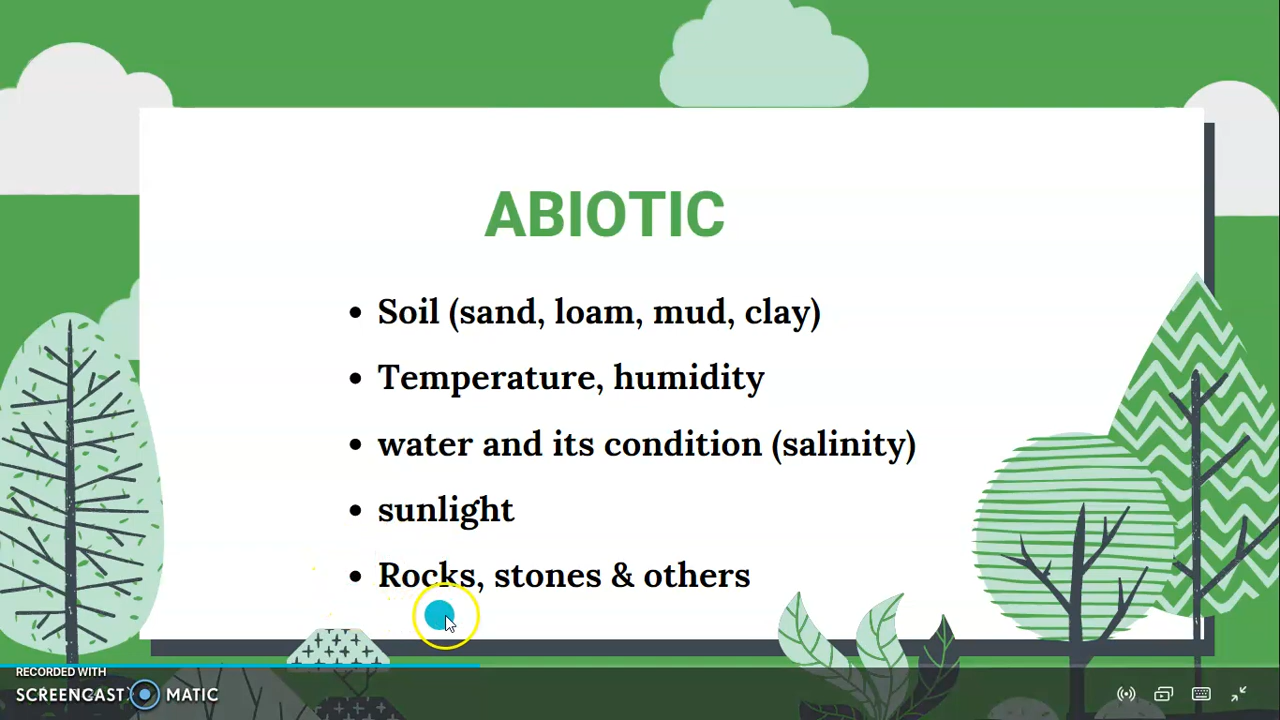 ABIOTIC
• Soil (sand, loam, mud, clay)
• Temperature, humidity
• water and its condition (salinity)
• sunlight
• Rocks, stones & others
RECORDED WITH
SCREENCAST MATIC